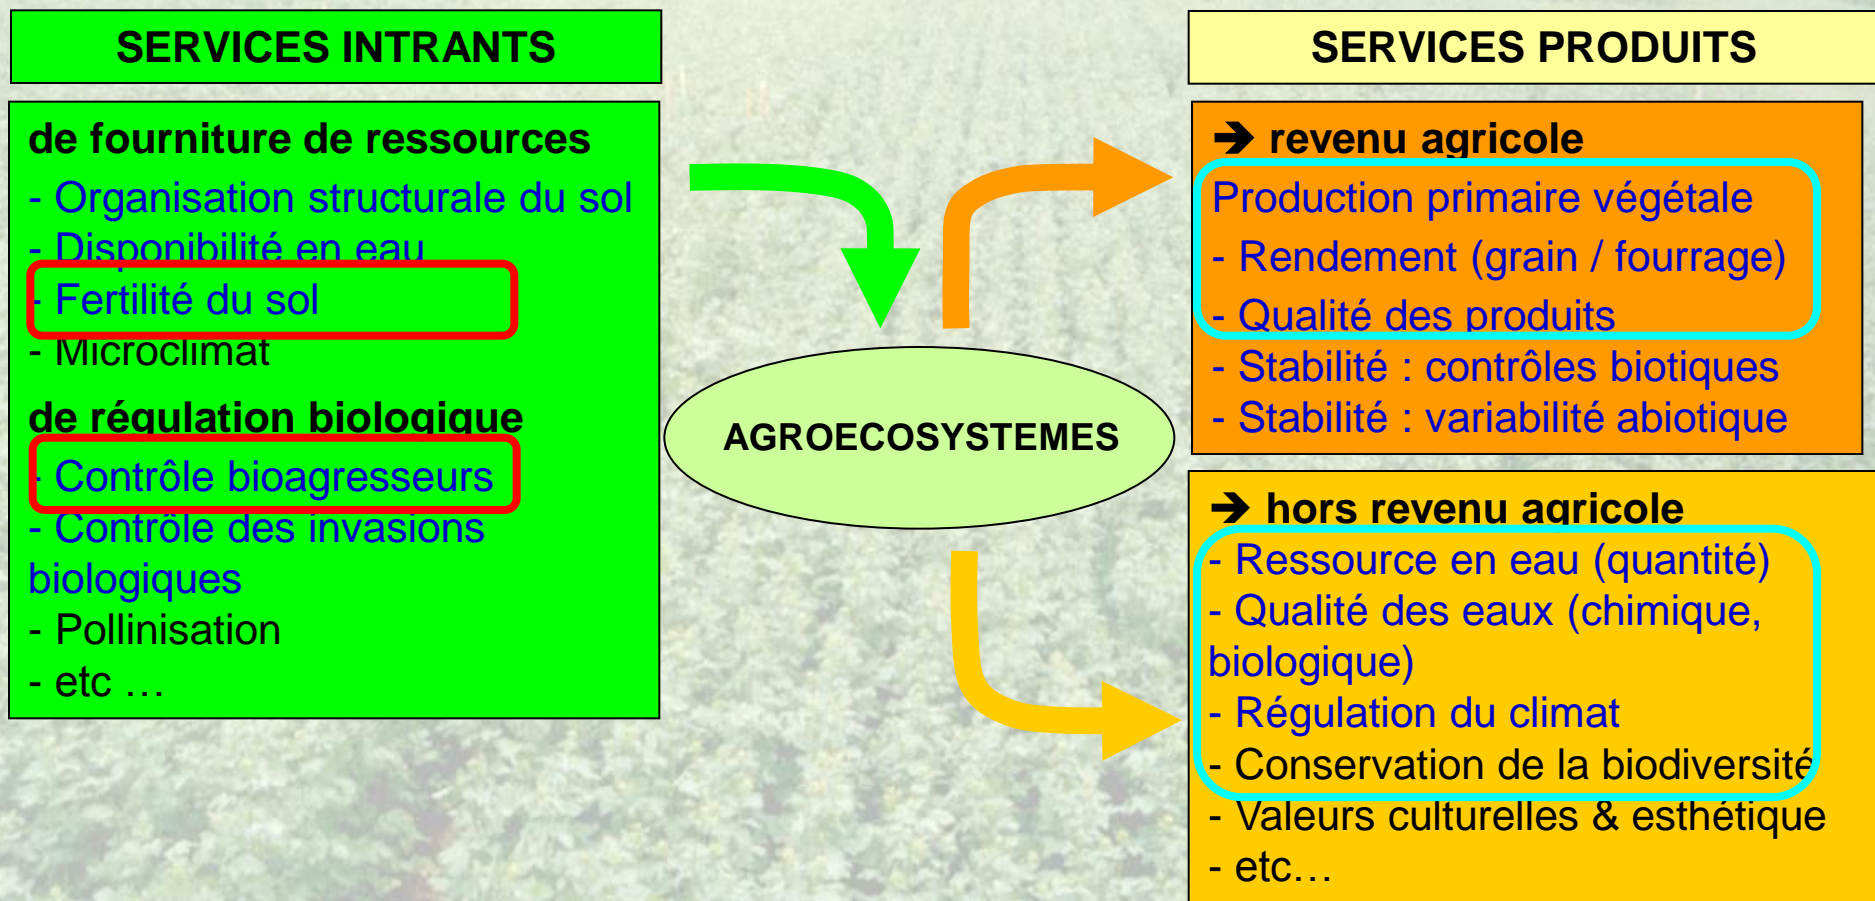 SERVICES INTRANTS
de fourniture de ressources
- Organisation structurale du sol
- Disponibilité en eau
- Fertilité du sol
- Microclimat
de régulation biologique
- Contrôle bioagresseurs
- Contrôle des invasions
biologiques
- Pollinisation
- etc …
AGROECOSYSTEMES
SERVICES PRODUITS
➔ revenu agricole
Production primaire végétale
- Rendement (grain / fourrage)
- Qualité des produits
- Stabilité : contrôles biotiques
- Stabilité : variabilité abiotique
➔ hors revenu agricole
- Ressource en eau (quantité)
- Qualité des eaux (chimique,
biologique)
- Régulation du climat
- Conservation de la biodiversité
- Valeurs culturelles & esthétique
- etc…